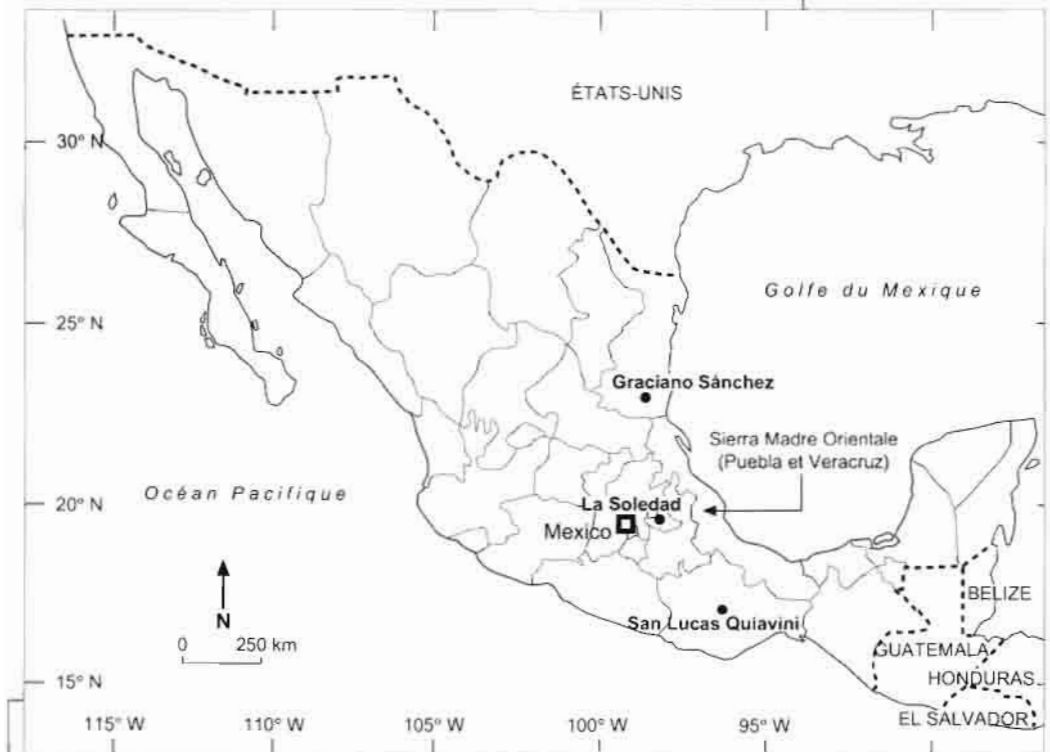 ÉTATS-UNIS
30° N
Golfe du Mexique
25° N
Graciano Sánchez
Sierra Madre Orientale
(Puebla et Veracruz)
Océan Pacifique
20° N
La Soledad
Mexico
N
0 250 km
San Lucas Quiavini
BELIZE
GUATEMALA
HONDURAS
15° N
EL SALVADOR
115° W
110° W
105° W
100° W
95° W